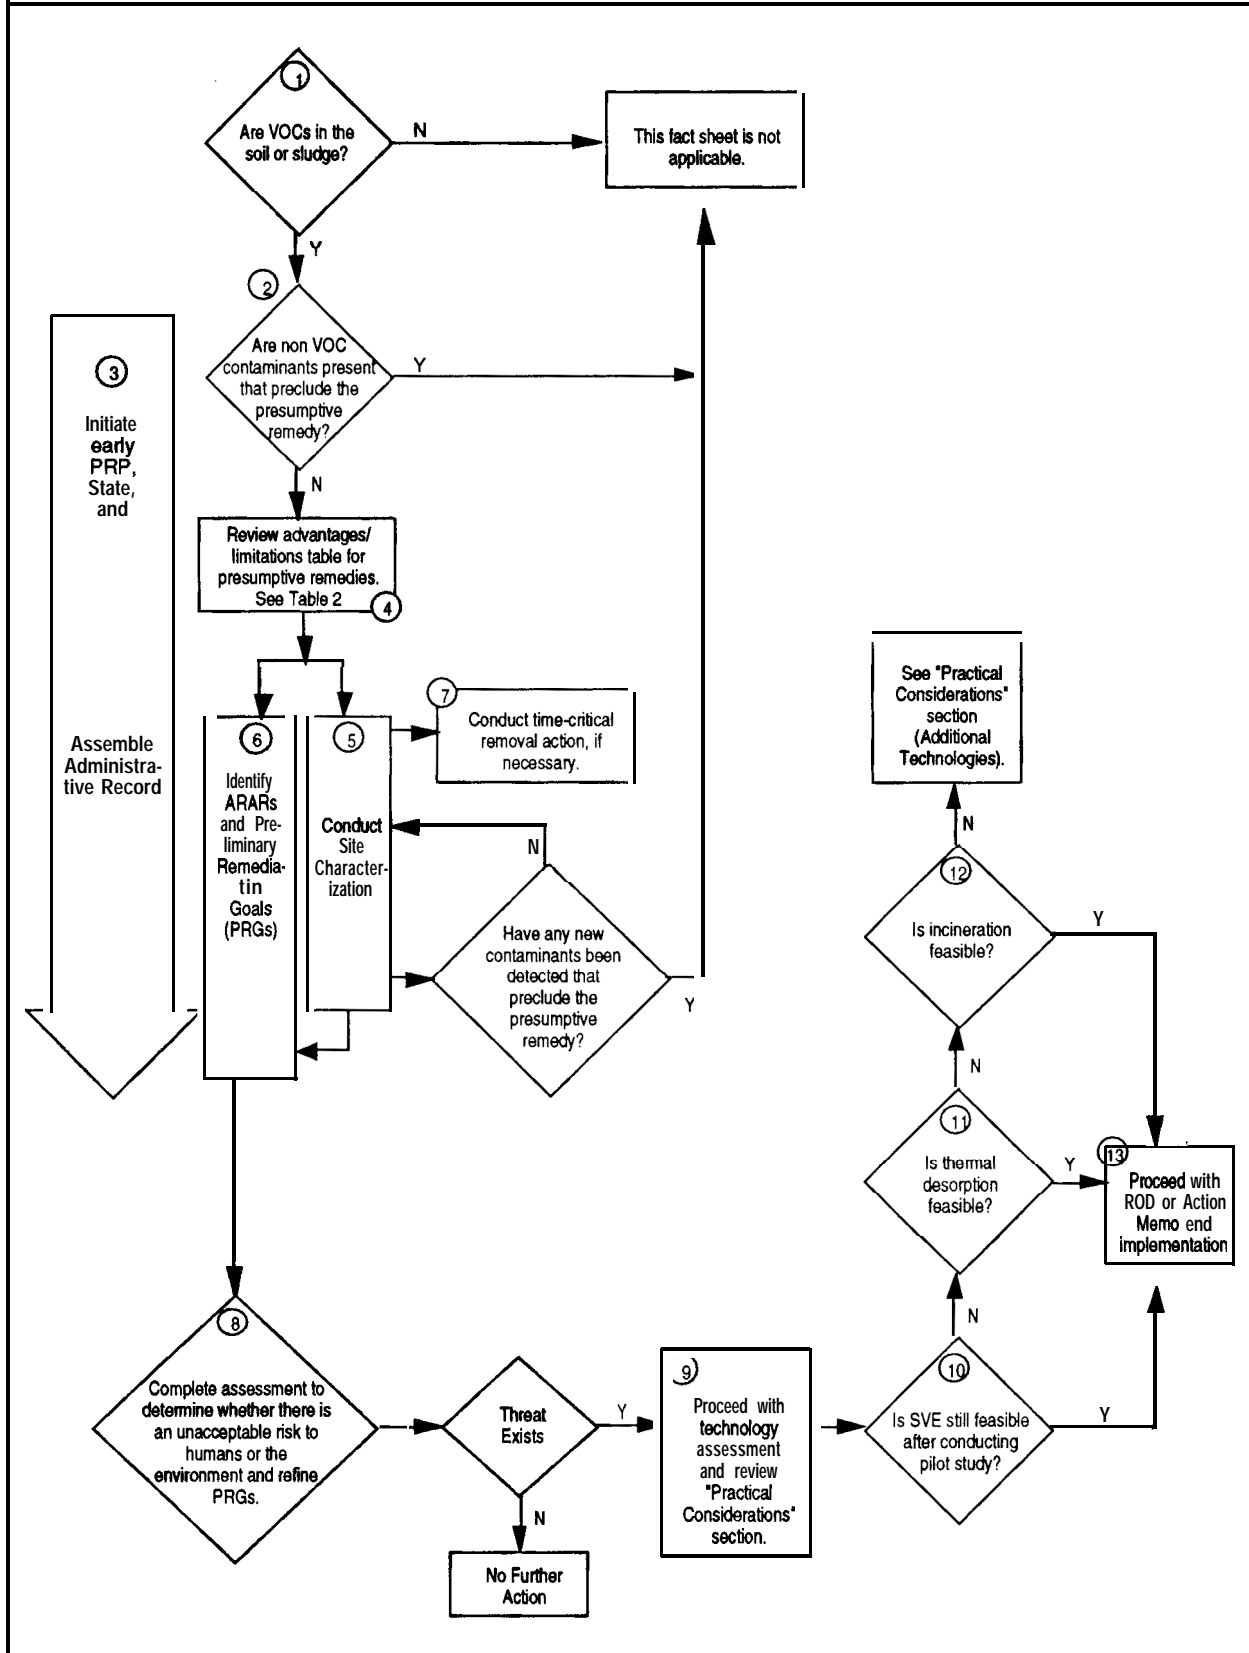 1
Are VOCs in the
soil or sludge?
N
This fact sheet is not
applicable.
Y
2
Are non VOC
contaminants present
that preclude the
presumptive
remedy?
Y
N
3
Initiate
early
PRP,
State,
and
Assemble
Administra-
tive Record
Review advantages/
limitations table for
presumptive remedies.
See Table 2
4
6
Identify
ARARs
and Pre-
liminary
Remedia-
tin
Goals
(PRGs)
5
Conduct
Site
Character-
ization
7
Conduct time-critical
removal action, if
necessary.
N
Have any new
contaminants been
detected that
preclude the
presumptive
remedy?
Y
8
Complete assessment to
determine whether there is
an unacceptable risk to
humans or the
environment and refine
PRGs.
Threat
Exists
Y
N
No Further
Action
9
Proceed with
technology
assessment
and review
"Practical
Considerations"
section.
10
Is SVE still feasible
after conducting
pilot study?
Y
N
11
Is thermal
desorption
feasible?
Y
N
12
Is incineration
feasible?
Y
N
See "Practical
Considerations"
section
(Additional
Technologies).
13
Proceed with
ROD or Action
Memo end
implementation